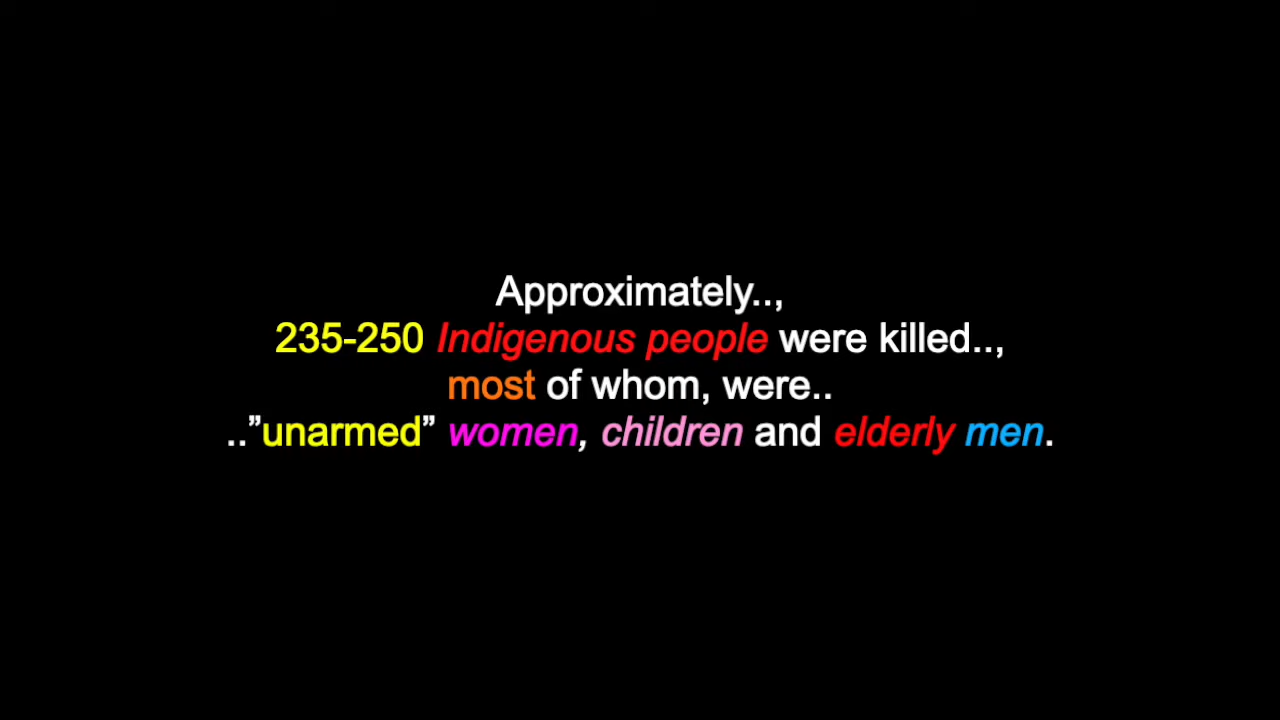 Approximately..,
235-250 Indigenous people were killed..,
most of whom, were..
..”unarmed” women, children and elderly men.